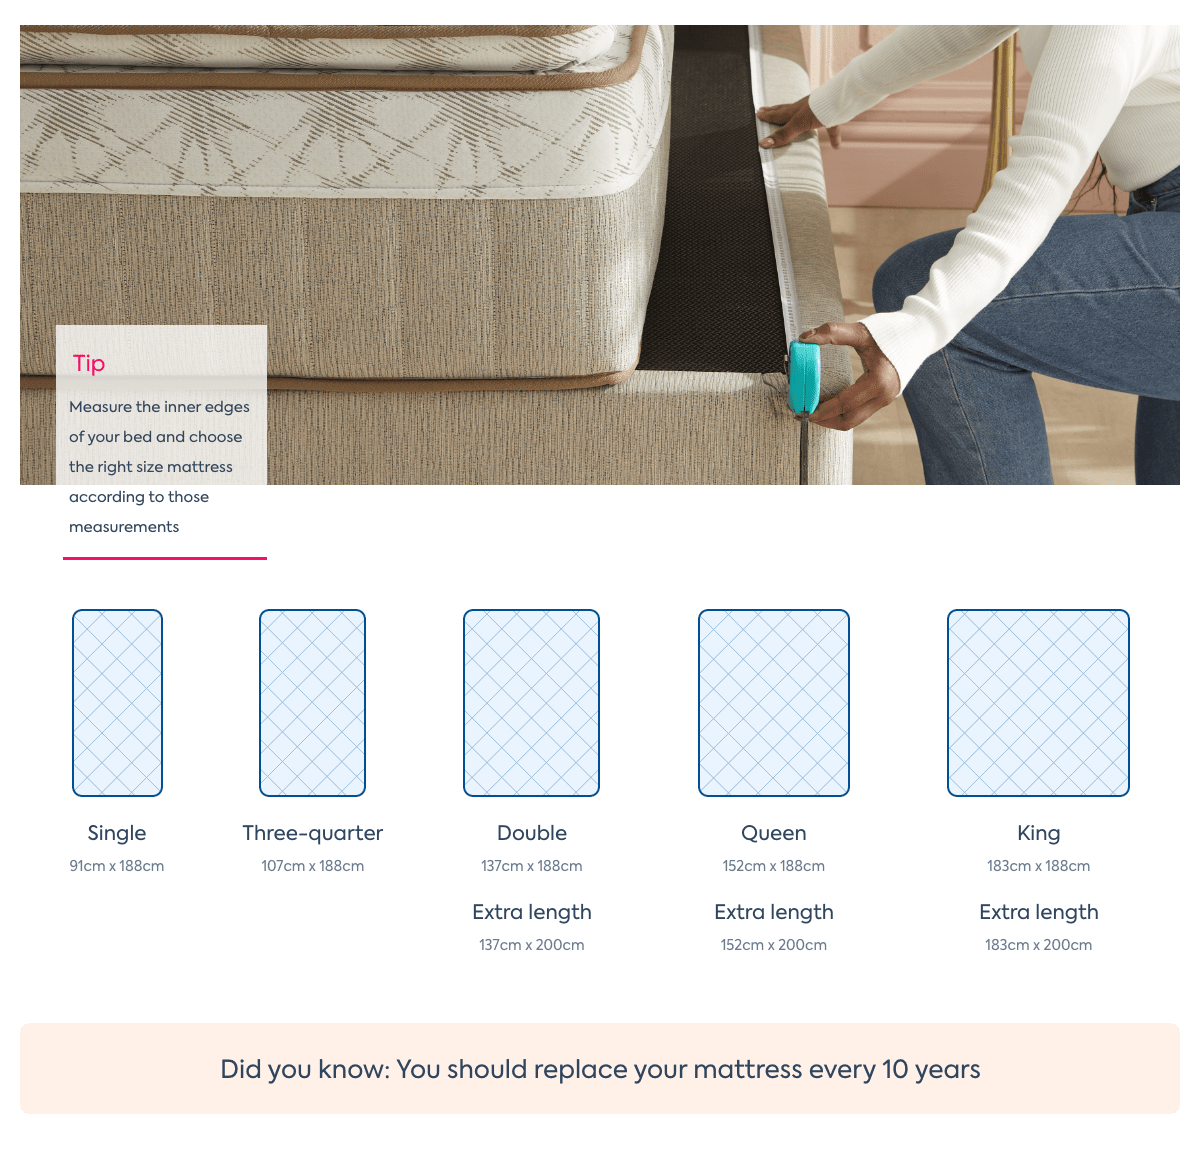 Tip
Measure the inner edges
of your bed and choose
the right size mattress
according to those
measurements
Single
91cm x 188cm
Three-quarter
107cm x 188cm
Double
137cm x 188cm
Extra length
137cm x 200cm
Queen
152cm x 188cm
Extra length
152cm x 200cm
King
183cm x 188cm
Extra length
183cm x 200cm
Did you know: You should replace your mattress every 10 years